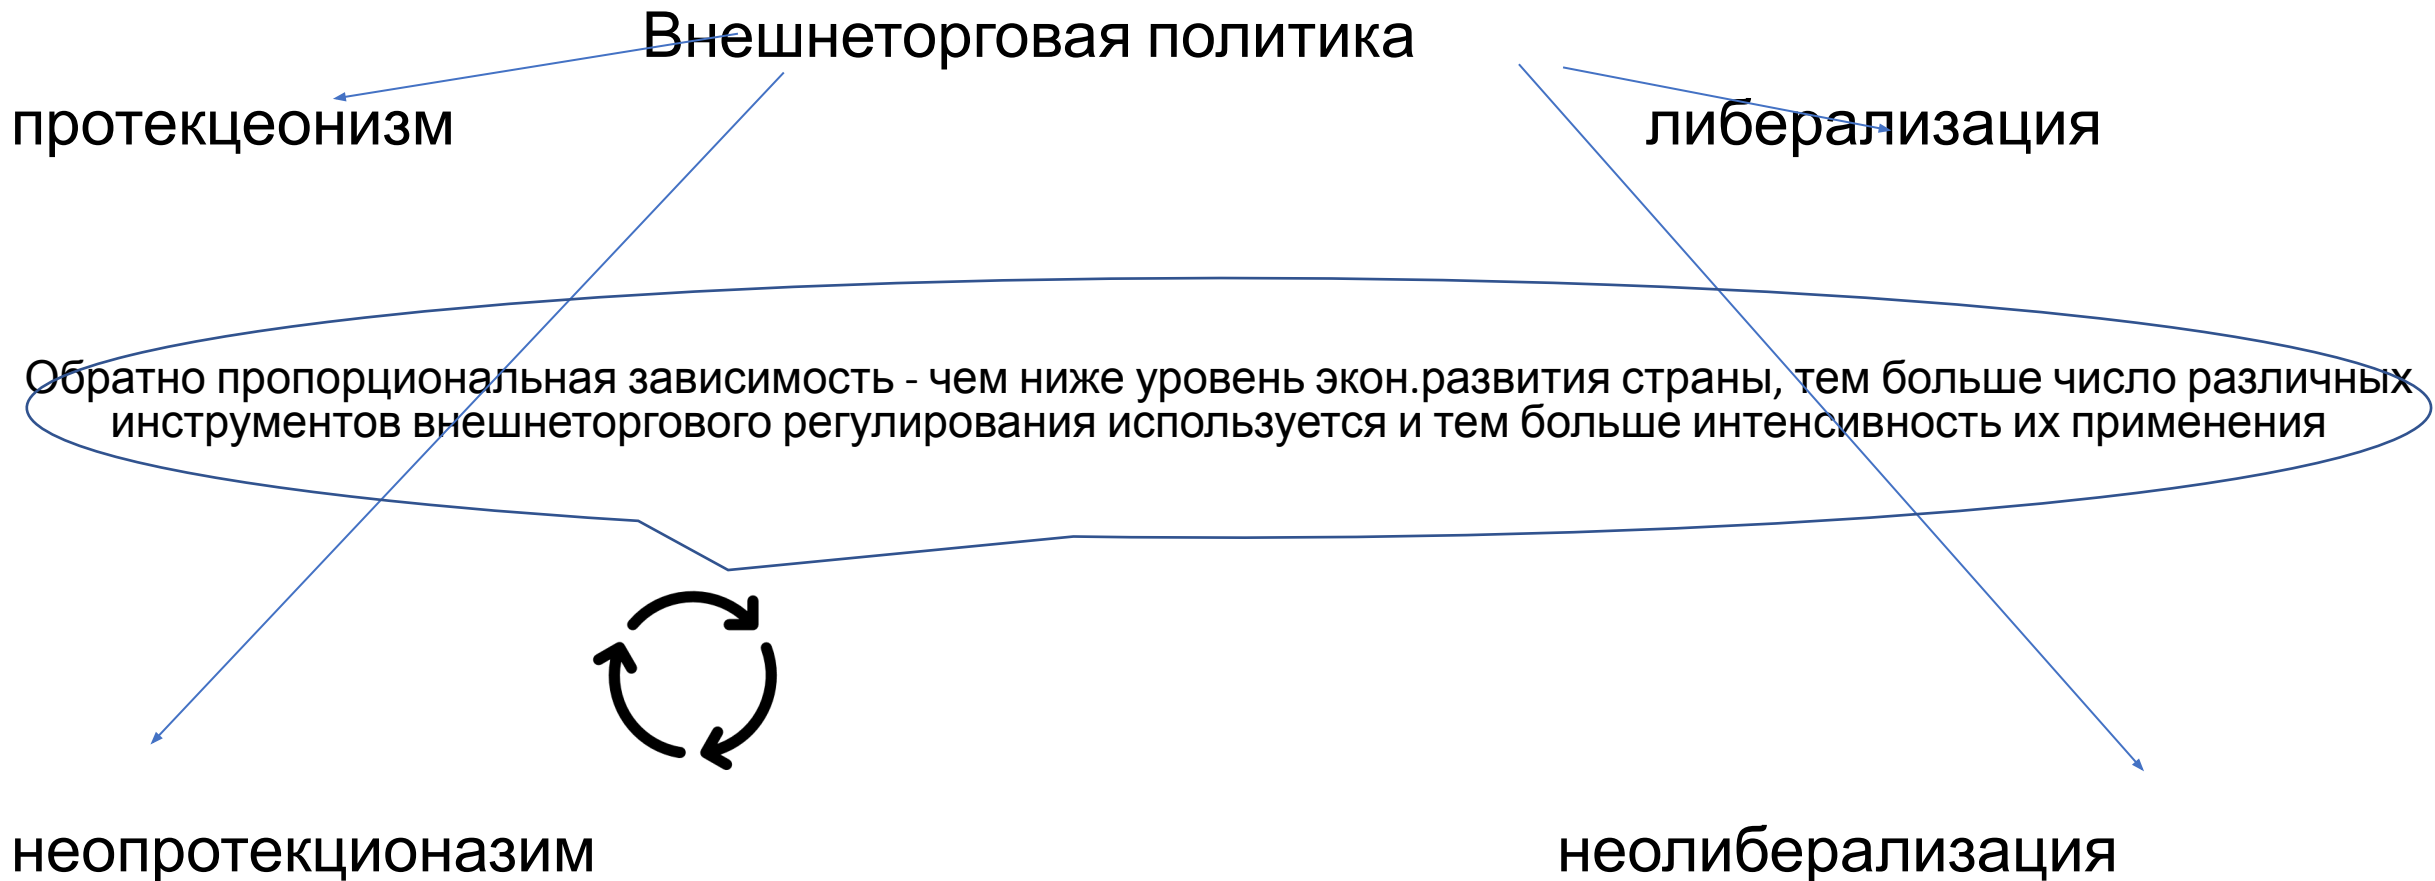 Внешнеторговая политика
протекцеонизм
либерализация
Обратно пропорциональная зависимость - чем ниже уровень экон.развития страны, тем больше число различных
инструментов внешнеторгового регулирования используется и тем больше интенсивность их применения
неопротекционазим
неолиберализация